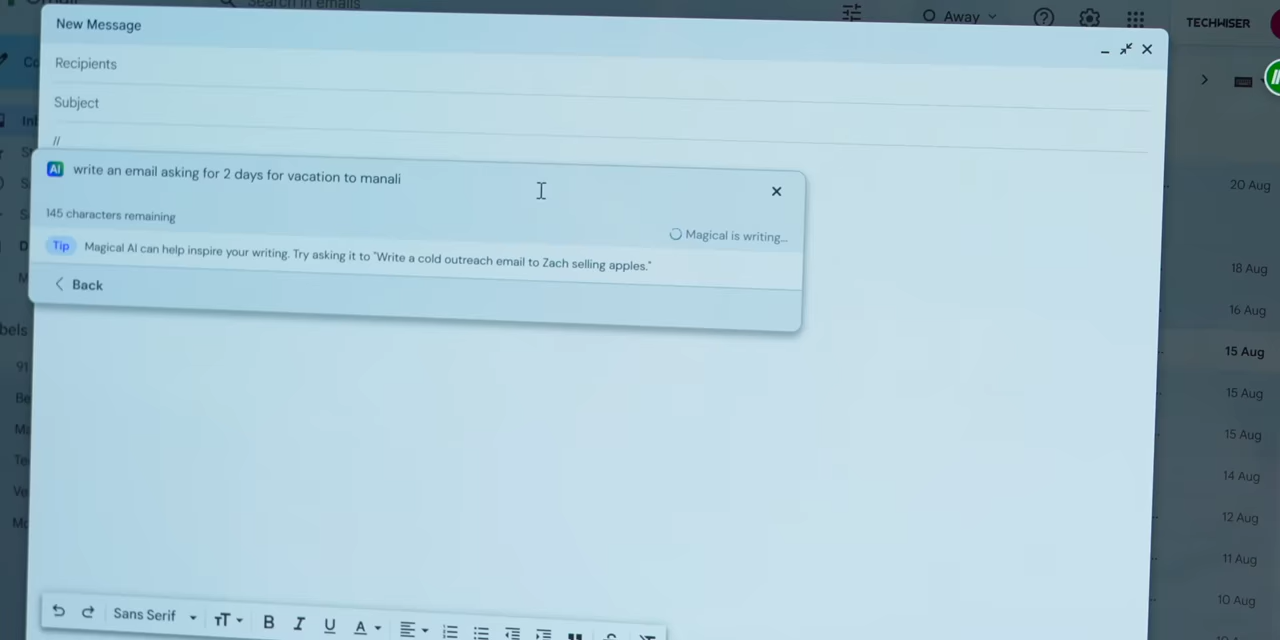 Search in emails
Away
TECHWISER
New Message
Recipients
Subject
//
AI write an email asking for 2 days for vacation to manali
145 characters remaining
Magical is writing...
Tip Magical AI can help inspire your writing. Try asking it to "Write a cold outreach email to Zach selling apples."
Back
20 Aug
18 Aug
16 Aug
15 Aug
15 Aug
15 Aug
14 Aug
12 Aug
11 Aug
10 Aug
Sans Serif
B I U A